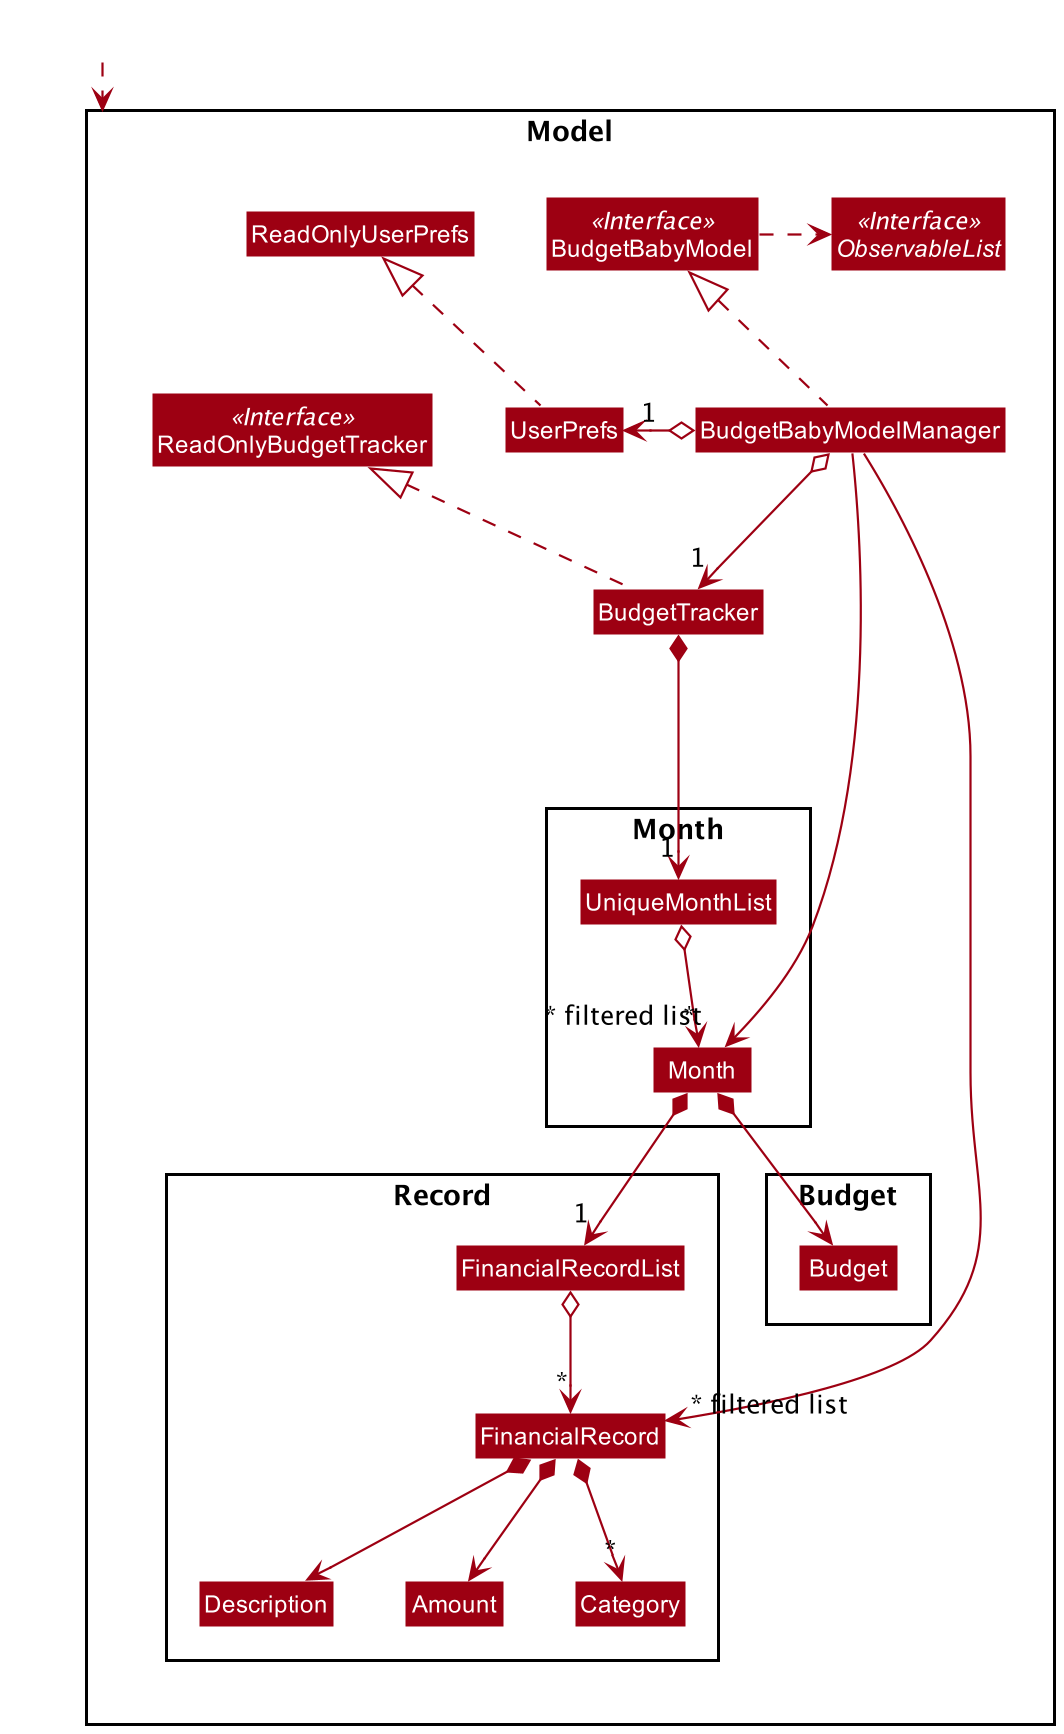 Model
ReadOnlyUserPrefs
«Interface»
BudgetBabyModel
«Interface»
ObservableList
«Interface»
ReadOnlyBudgetTracker
UserPrefs
1
BudgetBabyModelManager
1
BudgetTracker
Month
1
UniqueMonthList
* filtered list
*
Month
Record
Budget
1
FinancialRecordList
Budget
*
* filtered list
FinancialRecord
*
Description
Amount
Category